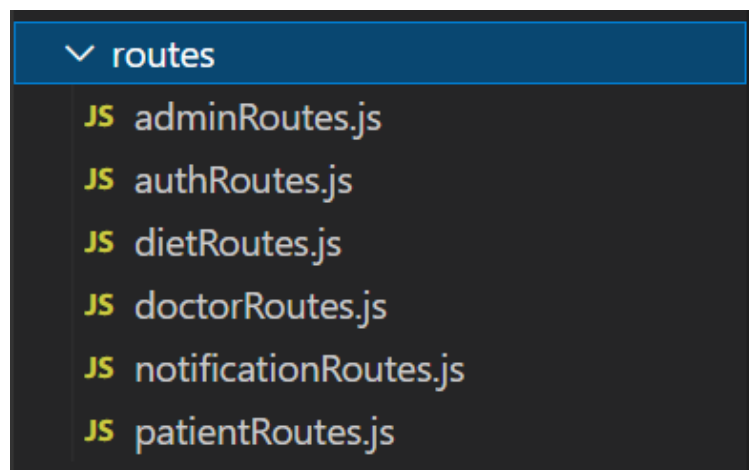 routes
JS adminRoutes.js
JS authRoutes.js
JS dietRoutes.js
JS doctorRoutes.js
JS notificationRoutes.js
JS patientRoutes.js